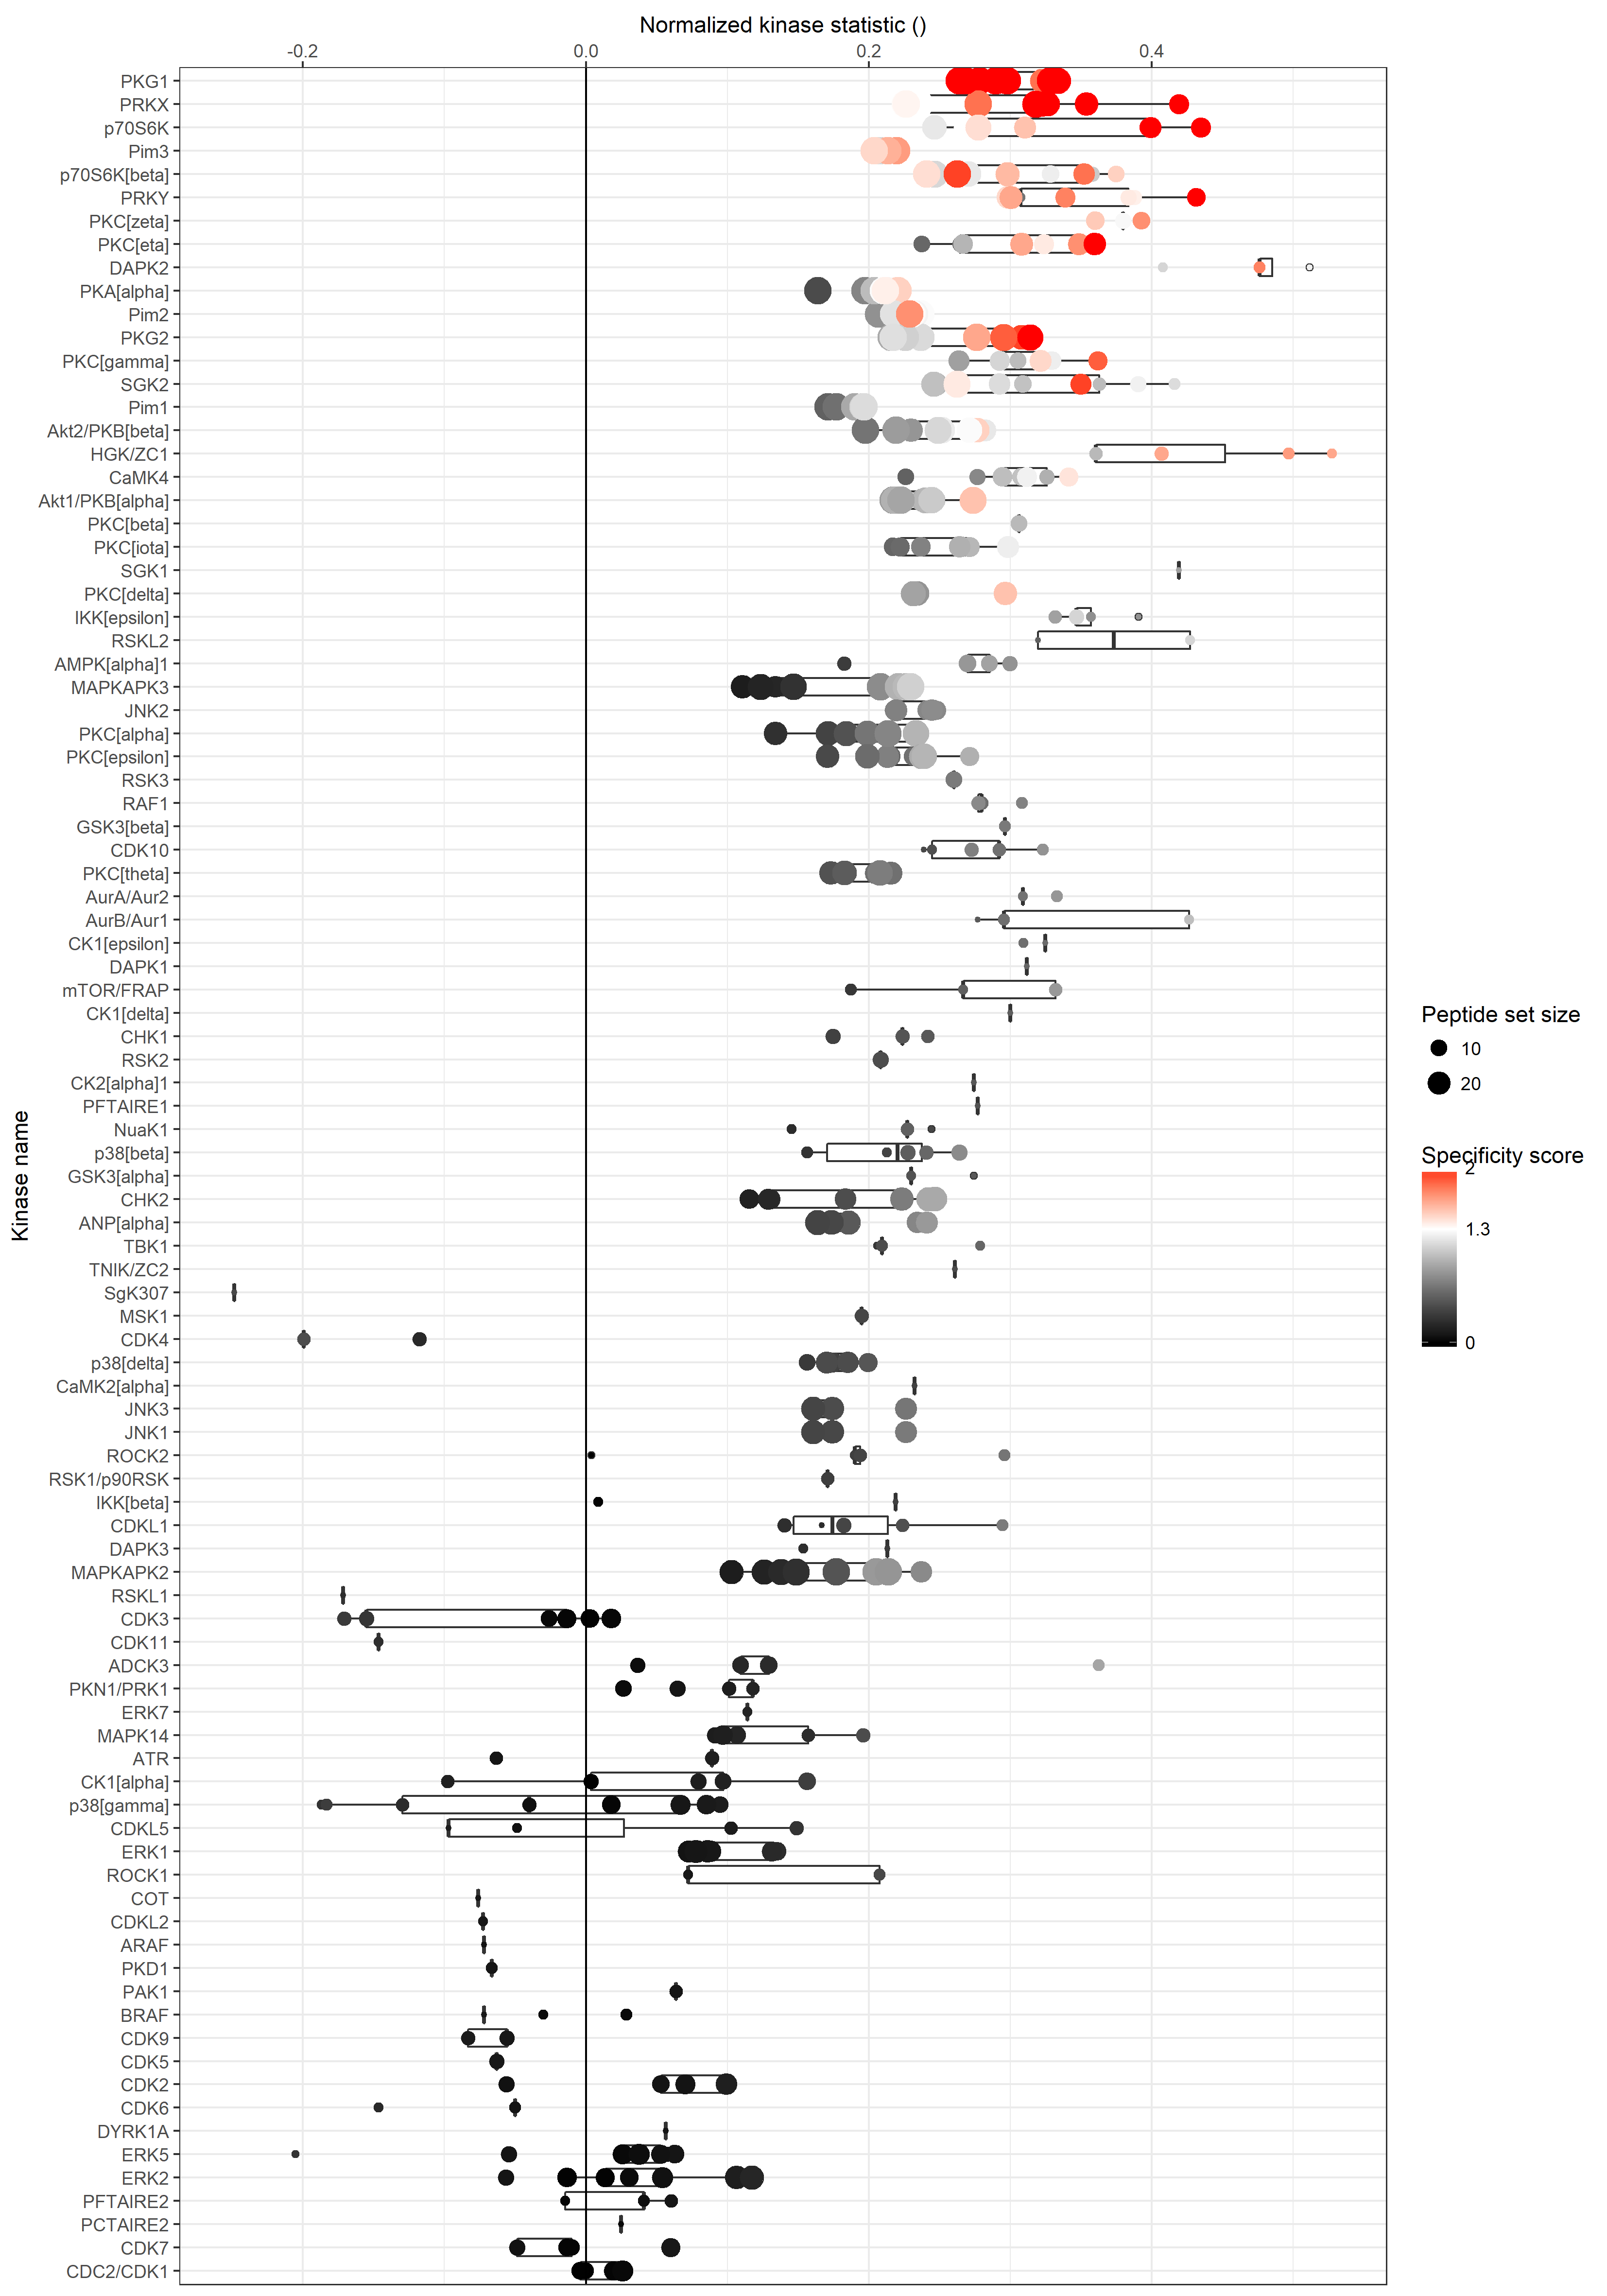 Normalized kinase statistic ()
-0.2 0.0 0.2 0.4
Kinase name
PKG1
PRKX
p70S6K
Pim3
p70S6K[beta]
PRKY
PKC[zeta]
PKC[eta]
DAPK2
PKA[alpha]
Pim2
PKG2
PKC[gamma]
SGK2
Pim1
Akt2/PKB[beta]
HGK/ZC1
CaMK4
Akt1/PKB[alpha]
PKC[beta]
PKC[iota]
SGK1
PKC[delta]
IKK[epsilon]
RSKL2
AMPK[alpha]1
MAPKAPK3
JNK2
PKC[alpha]
PKC[epsilon]
RSK3
RAF1
GSK3[beta]
CDK10
PKC[theta]
AurA/Aur2
AurB/Aur1
CK1[epsilon]
DAPK1
mTOR/FRAP
CK1[delta]
CHK1
RSK2
CK2[alpha]1
PFTAIRE1
NuaK1
p38[beta]
GSK3[alpha]
CHK2
ANP[alpha]
TBK1
TNIK/ZC2
SgK307
MSK1
CDK4
p38[delta]
CaMK2[alpha]
JNK3
JNK1
ROCK2
RSK1/p90RSK
IKK[beta]
CDKL1
DAPK3
MAPKAPK2
RSKL1
CDK3
CDK11
ADCK3
PKN1/PRK1
ERK7
MAPK14
ATR
CK1[alpha]
p38[gamma]
CDKL5
ERK1
ROCK1
COT
CDKL2
ARAF
PKD1
PAK1
BRAF
CDK9
CDK5
CDK2
CDK6
DYRK1A
ERK5
ERK2
PFTAIRE2
PCTAIRE2
CDK7
CDC2/CDK1
Peptide set size
10
20
Specificity score
2
1.3
0